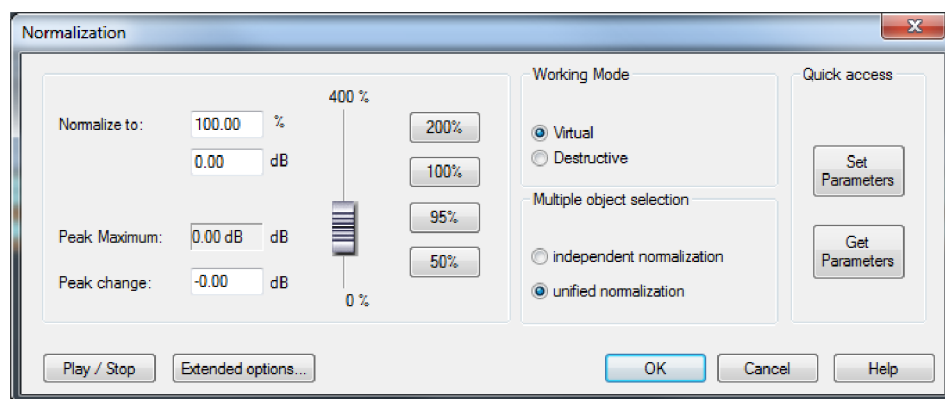 Normalization
Normalize to:
100.00
%
0.00
dB
Peak Maximum:
0.00 dB
dB
Peak change:
-0.00
dB
400 %
0 %
200%
100%
95%
50%
Working Mode
Virtual
Destructive
Multiple object selection
independent normalization
unified normalization
Quick access
Set
Parameters
Get
Parameters
Play / Stop
Extended options...
OK
Cancel
Help